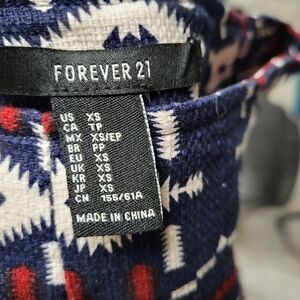 FOREVER 21
US XS
CA TP
MX XS/EP
BR PP
EU XS
UK XS
KR XS
JP XS
CN 155/61A
MADE IN CHINA